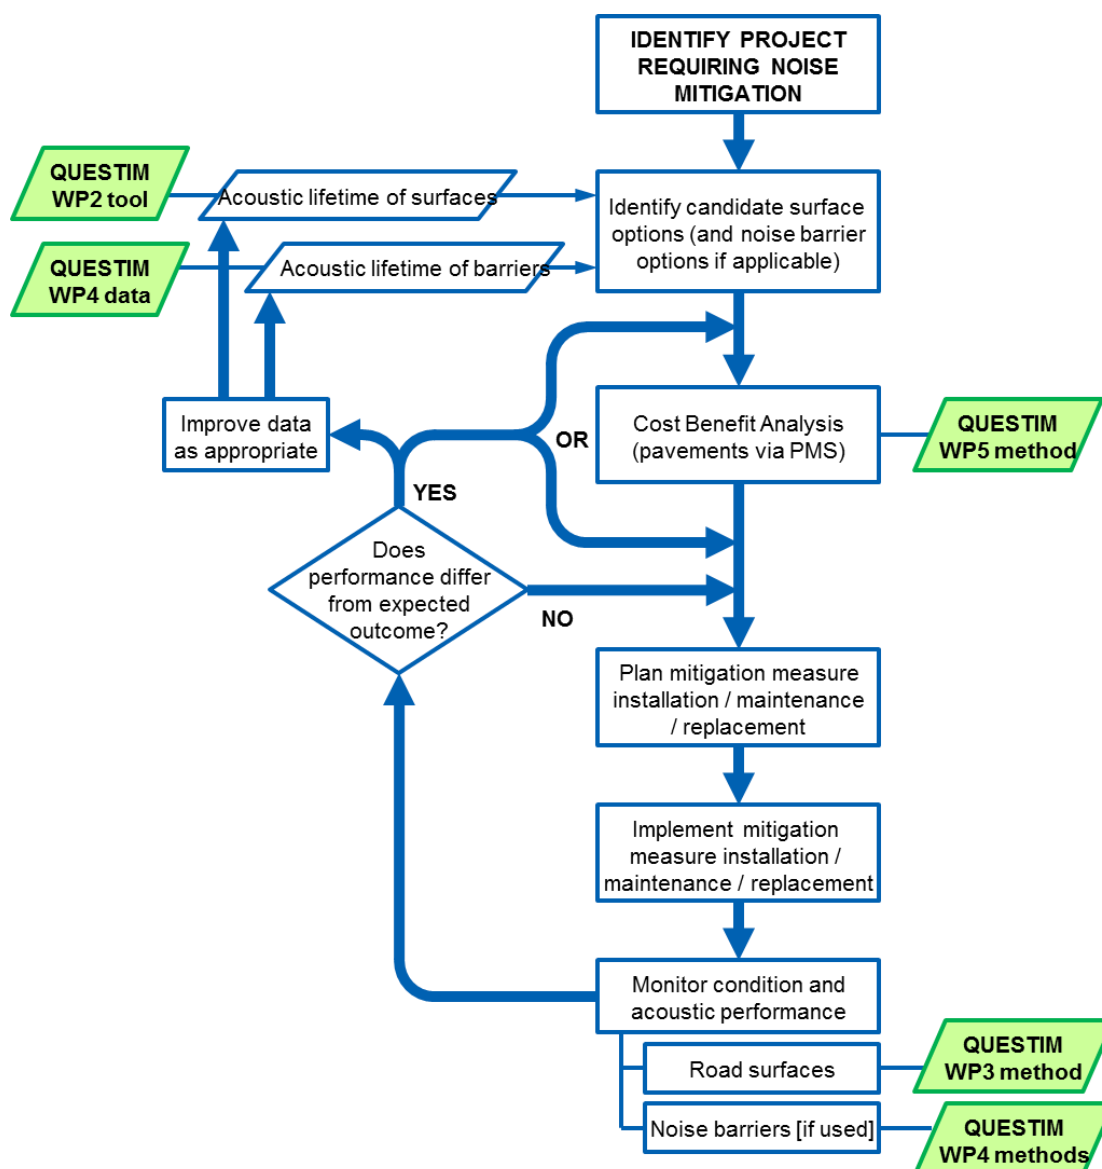 IDENTIFY PROJECT
REQUIRING NOISE
MITIGATION
QUESTIM
WP2 tool
Acoustic lifetime of surfaces
Identify candidate surface
options (and noise barrier
options if applicable)
QUESTIM
WP4 data
Acoustic lifetime of barriers
Improve data
as appropriate
OR
Cost Benefit Analysis
(pavements via PMS)
QUESTIM
WP5 method
YES
Does
performance differ
from expected
outcome?
NO
Plan mitigation measure
installation / maintenance
/ replacement
Implement mitigation
measure installation /
maintenance / replacement
Monitor condition and
acoustic performance
Road surfaces
QUESTIM
WP3 method
Noise barriers [if used]
QUESTIM
WP4 methods